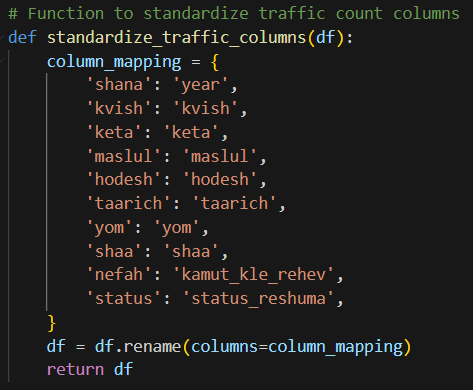 # Function to standardize traffic count columns
def standardize_traffic_columns(df):
    column_mapping = {
        'shana': 'year',
        'kvish': 'kvish',
        'keta': 'keta',
        'maslul': 'maslul',
        'hodesh': 'hodesh',
        'taarich': 'taarich',
        'yom': 'yom',
        'shaa': 'shaa',
        'nefah': 'kamut_kle_rehev',
        'status': 'status_reshuma',
    }
    df = df.rename(columns=column_mapping)
    return df